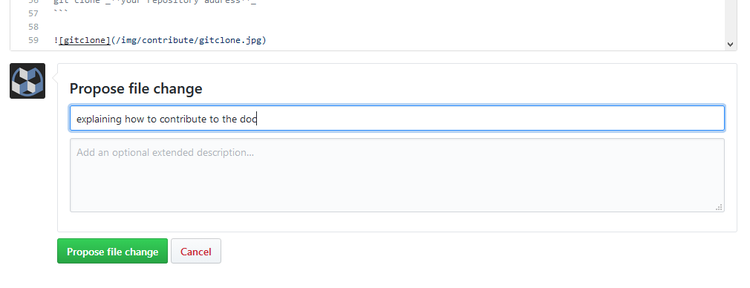 56 git clone _**your repository address**_
57 ```
58
59 ![gitclone](/img/contribute/gitclone.jpg)
Propose file change
explaining how to contribute to the doc
Add an optional extended description...
Propose file change
Cancel